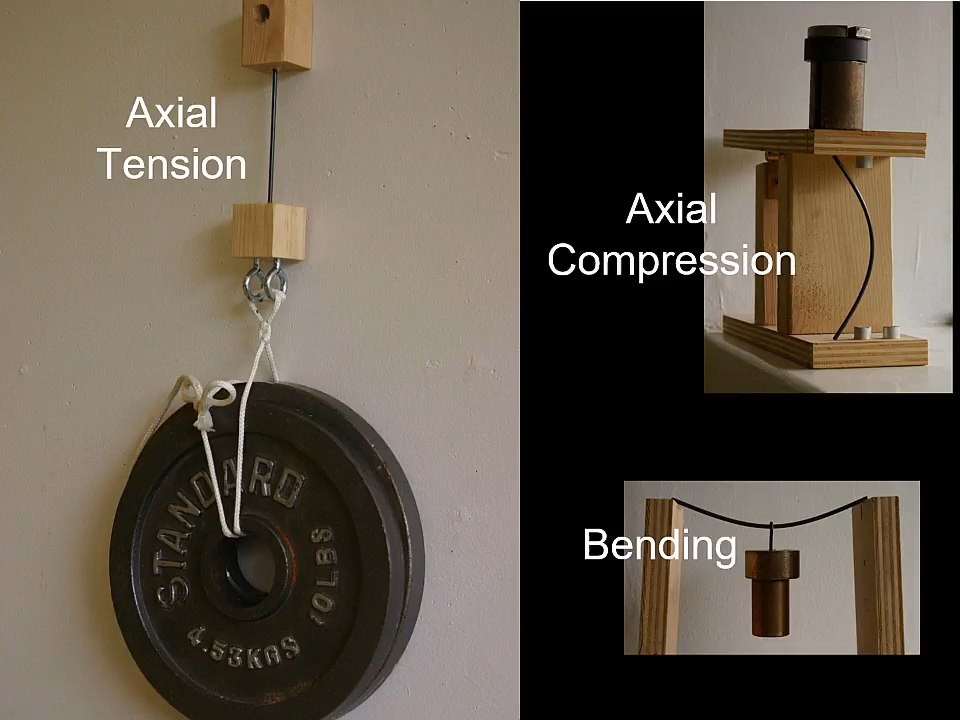 Axial
Tension
STANDARD
10LBS
4.53KGS
Axial
Compression
Bending